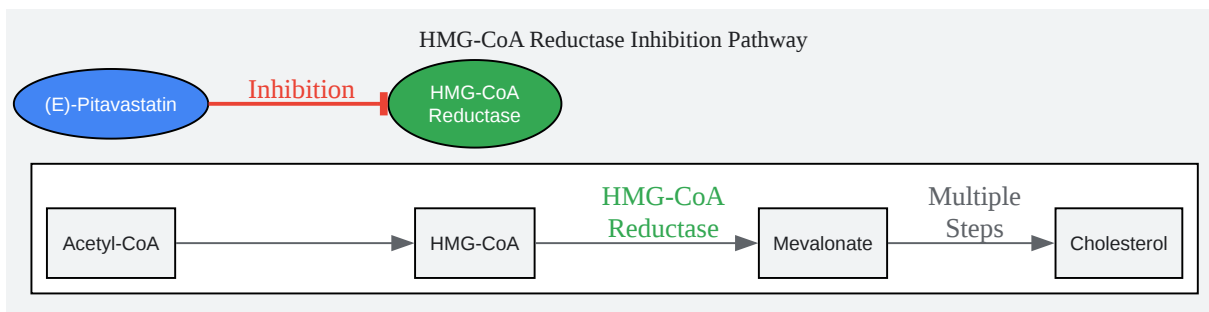 HMG-CoA Reductase Inhibition Pathway
(E)-Pitavastatin
Inhibition
HMG-CoA
Reductase
Acetyl-CoA
HMG-CoA
HMG-CoA
Reductase
Mevalonate
Multiple
Steps
Cholesterol